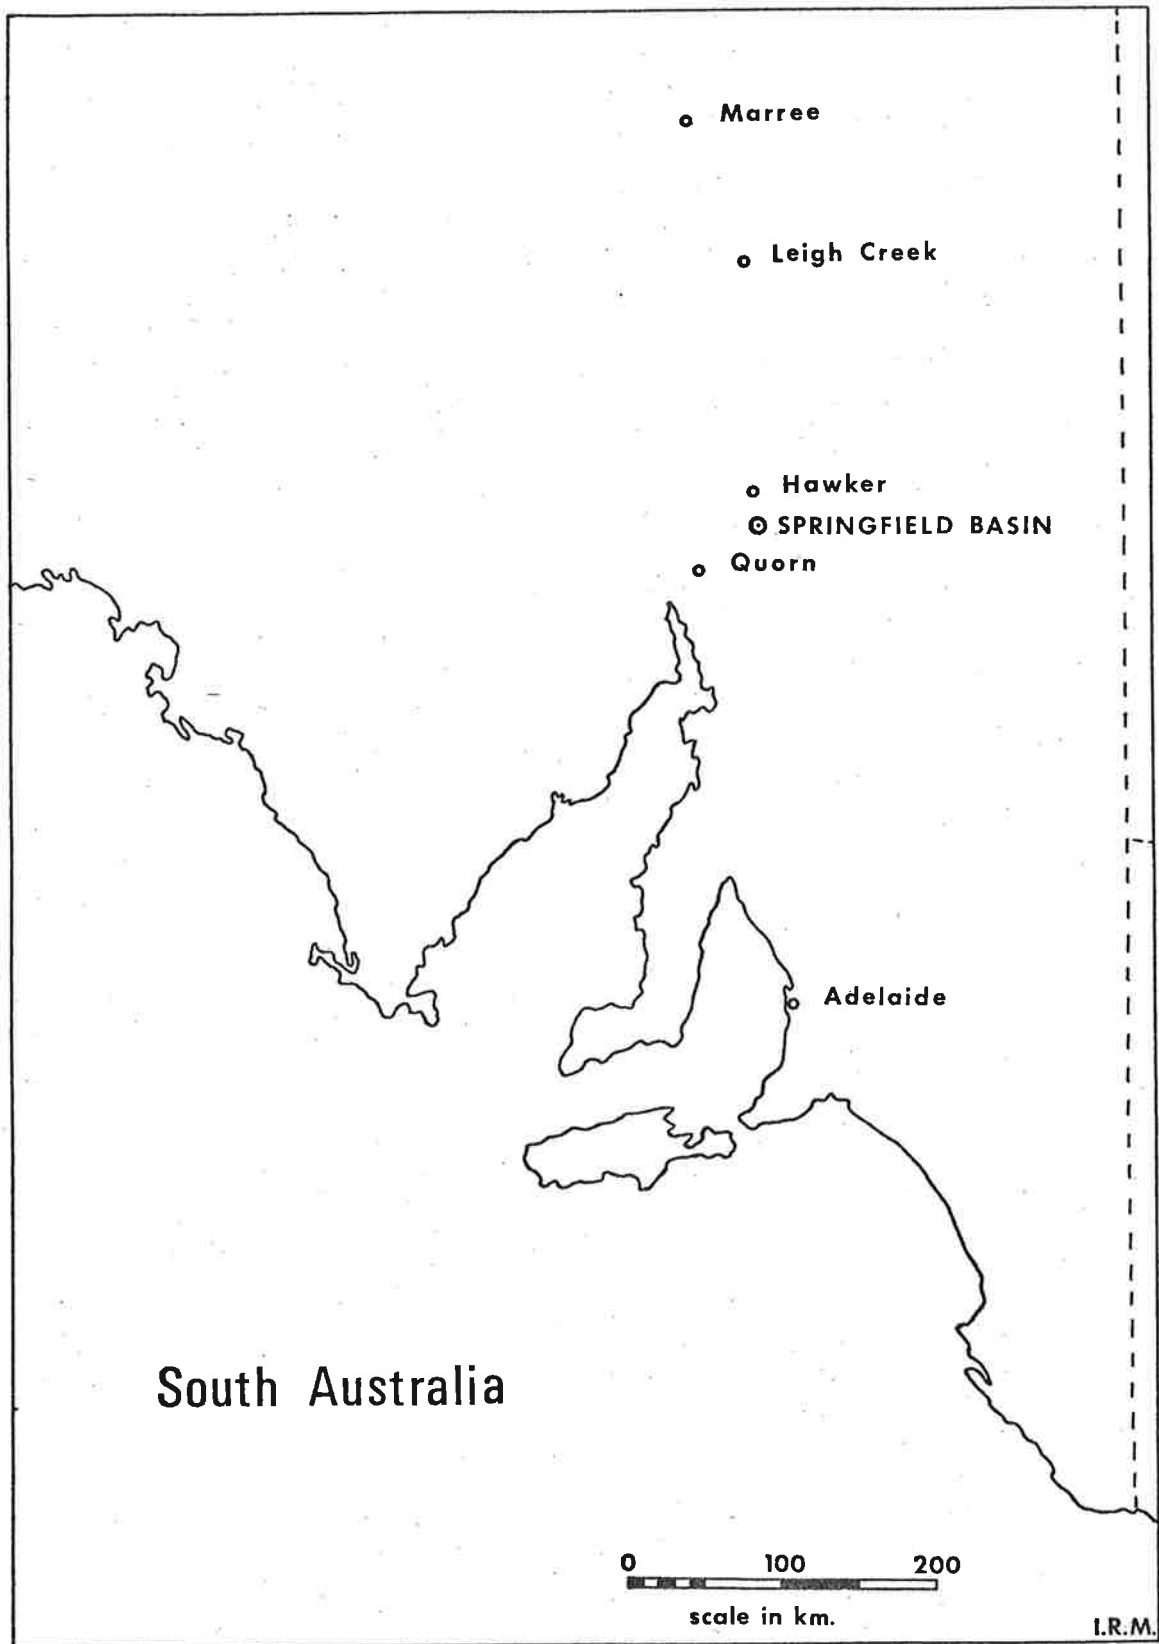 Marree
Leigh Creek
Hawker
SPRINGFIELD BASIN
Quorn
Adelaide
South Australia
0 100 200
scale in km.
I.R.M.